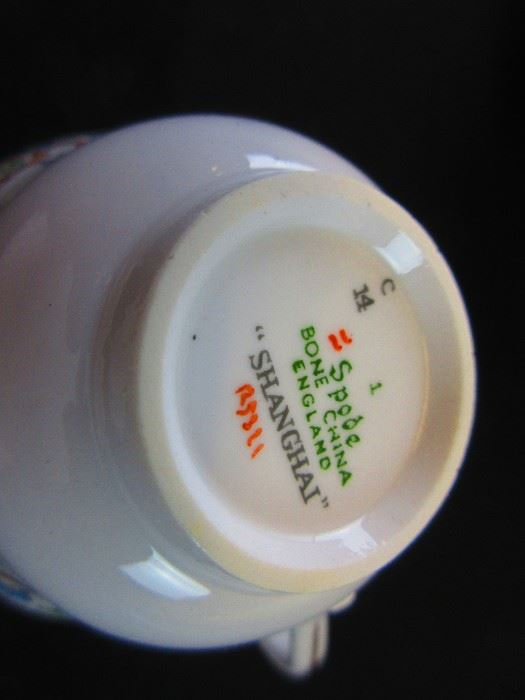 C
14
1
Spode
BONE CHINA
ENGLAND
"SHANGHAI"